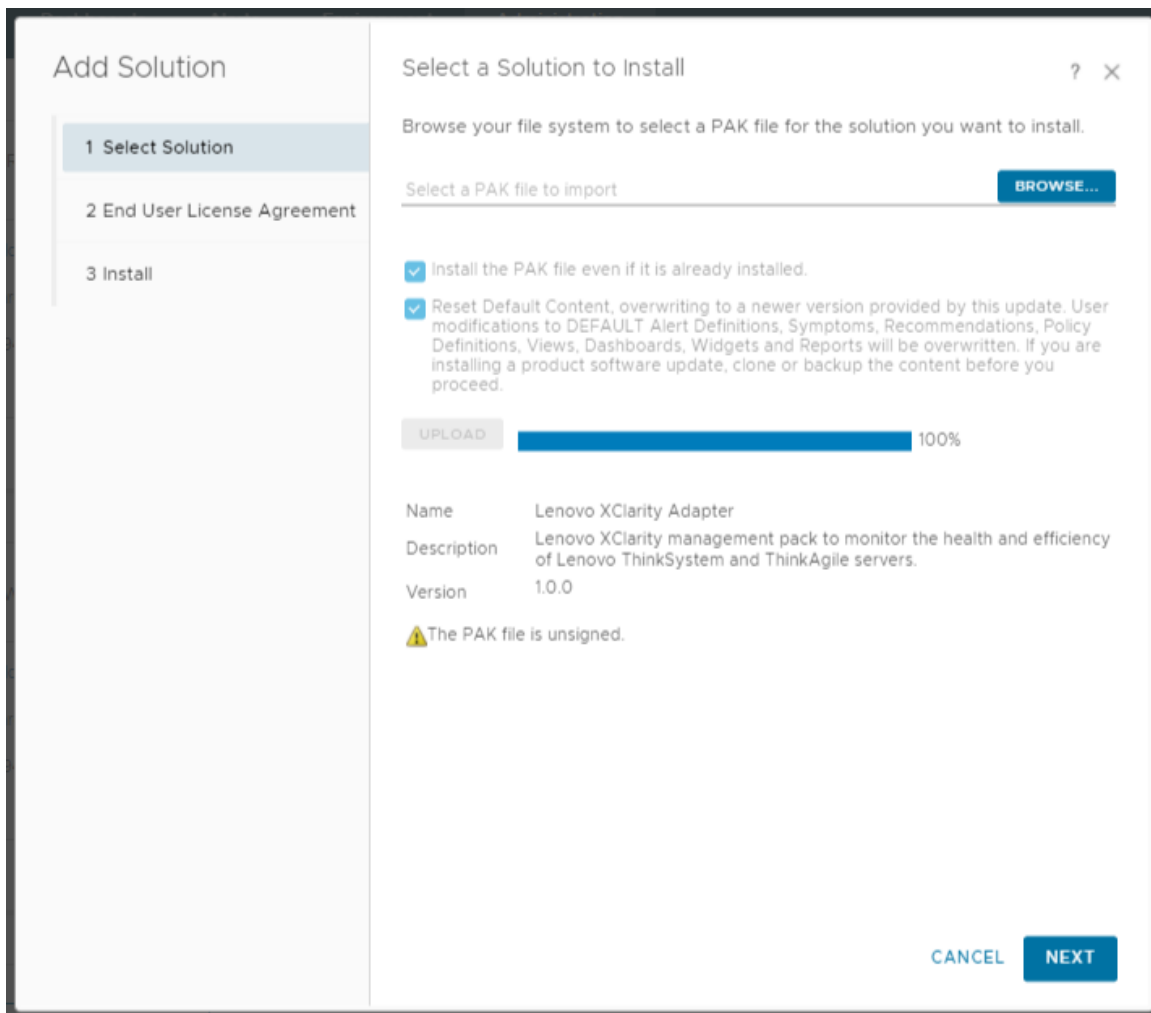 Add Solution
1 Select Solution
2 End User License Agreement
3 Install
Select a Solution to Install
?
Browse your file system to select a PAK file for the solution you want to install.
Select a PAK file to import
BROWSE...
Install the PAK file even if it is already installed.
Reset Default Content, overwriting to a newer version provided by this update. User
modifications to DEFAULT Alert Definitions, Symptoms, Recommendations, Policy
Definitions, Views, Dashboards, Widgets and Reports will be overwritten. If you are
installing a product software update, clone or backup the content before you
proceed.
UPLOAD
100%
Name Lenovo XClarity Adapter
Description Lenovo XClarity management pack to monitor the health and efficiency
of Lenovo ThinkSystem and ThinkAgile servers.
Version 1.0.0
The PAK file is unsigned.
CANCEL NEXT